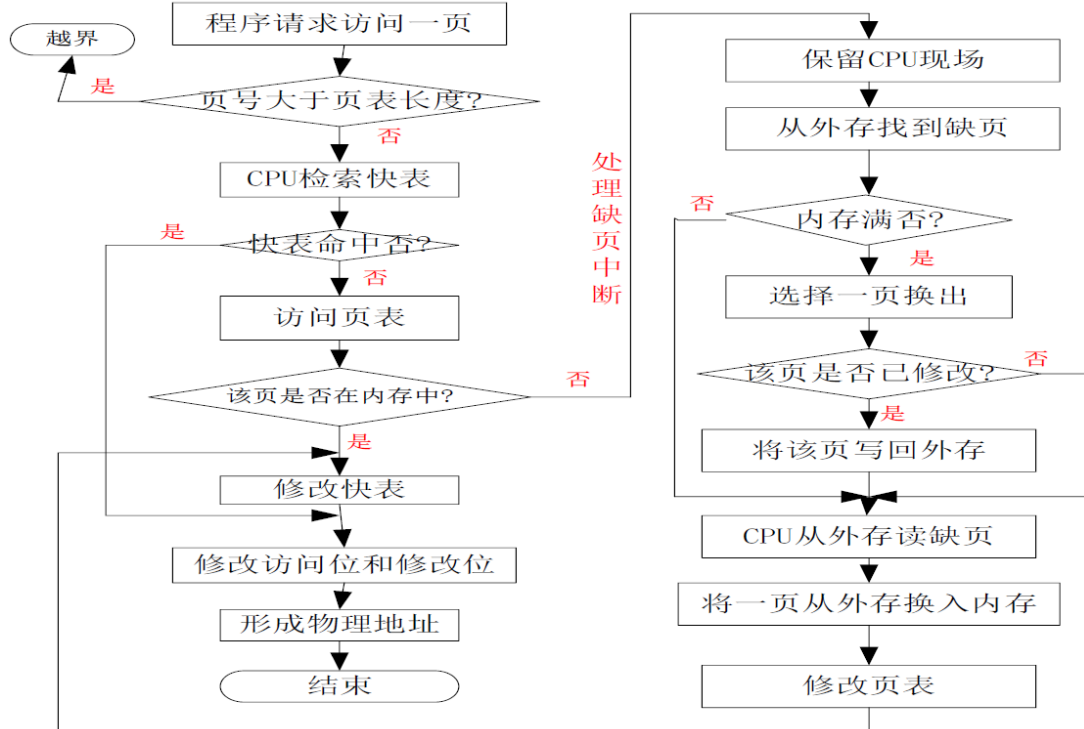 程序请求访问一页
越界
是
页号大于页表长度?
否
CPU检索快表
是
快表命中否?
否
访问页表
该页是否在内存中?
否
是
修改快表
修改访问位和修改位
形成物理地址
结束
处理缺页中断
保留CPU现场
从外存找到缺页
否
内存满否?
是
选择一页换出
该页是否已修改?
否
是
将该页写回外存
CPU从外存读缺页
将一页从外存换入内存
修改页表